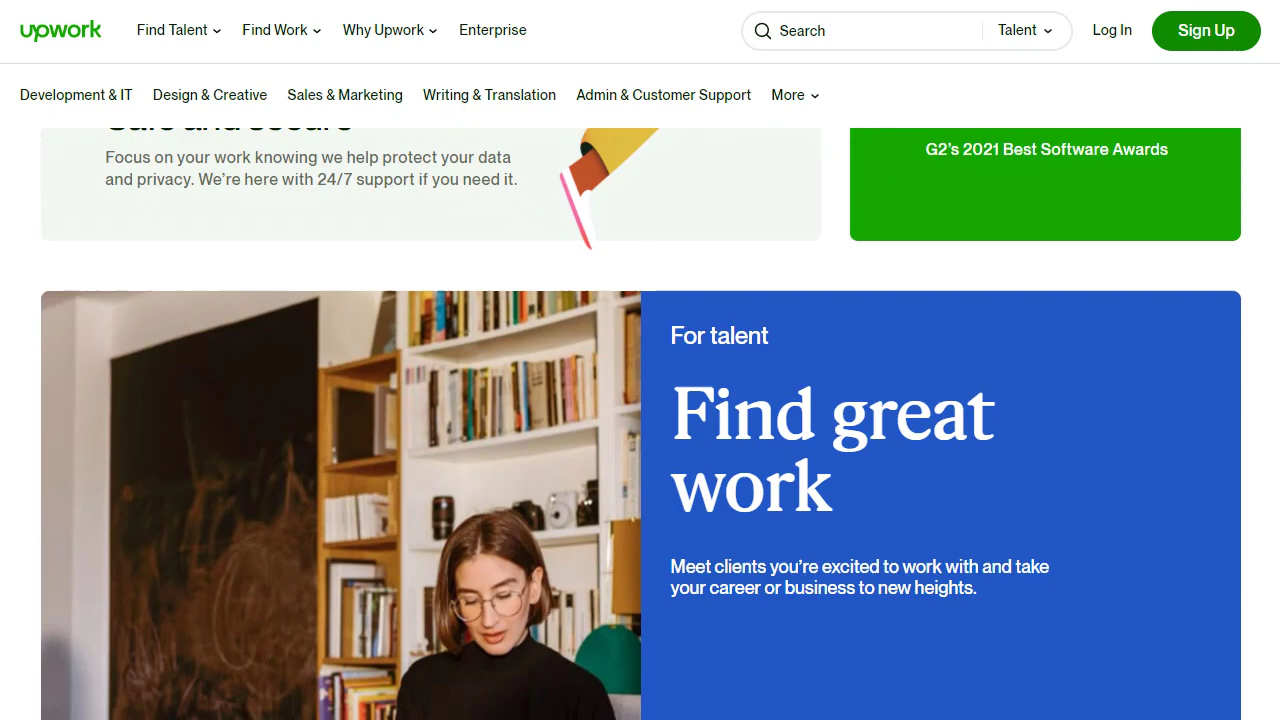 upwork
Find Talent
Find Work
Why Upwork
Enterprise
Search
Talent
Log In
Sign Up
Development & IT
Design & Creative
Sales & Marketing
Writing & Translation
Admin & Customer Support
More
Safe and secure
Focus on your work knowing we help protect your data
and privacy. We’re here with 24/7 support if you need it.
G2’s 2021 Best Software Awards
For talent
Find great
work
Meet clients you’re excited to work with and take
your career or business to new heights.